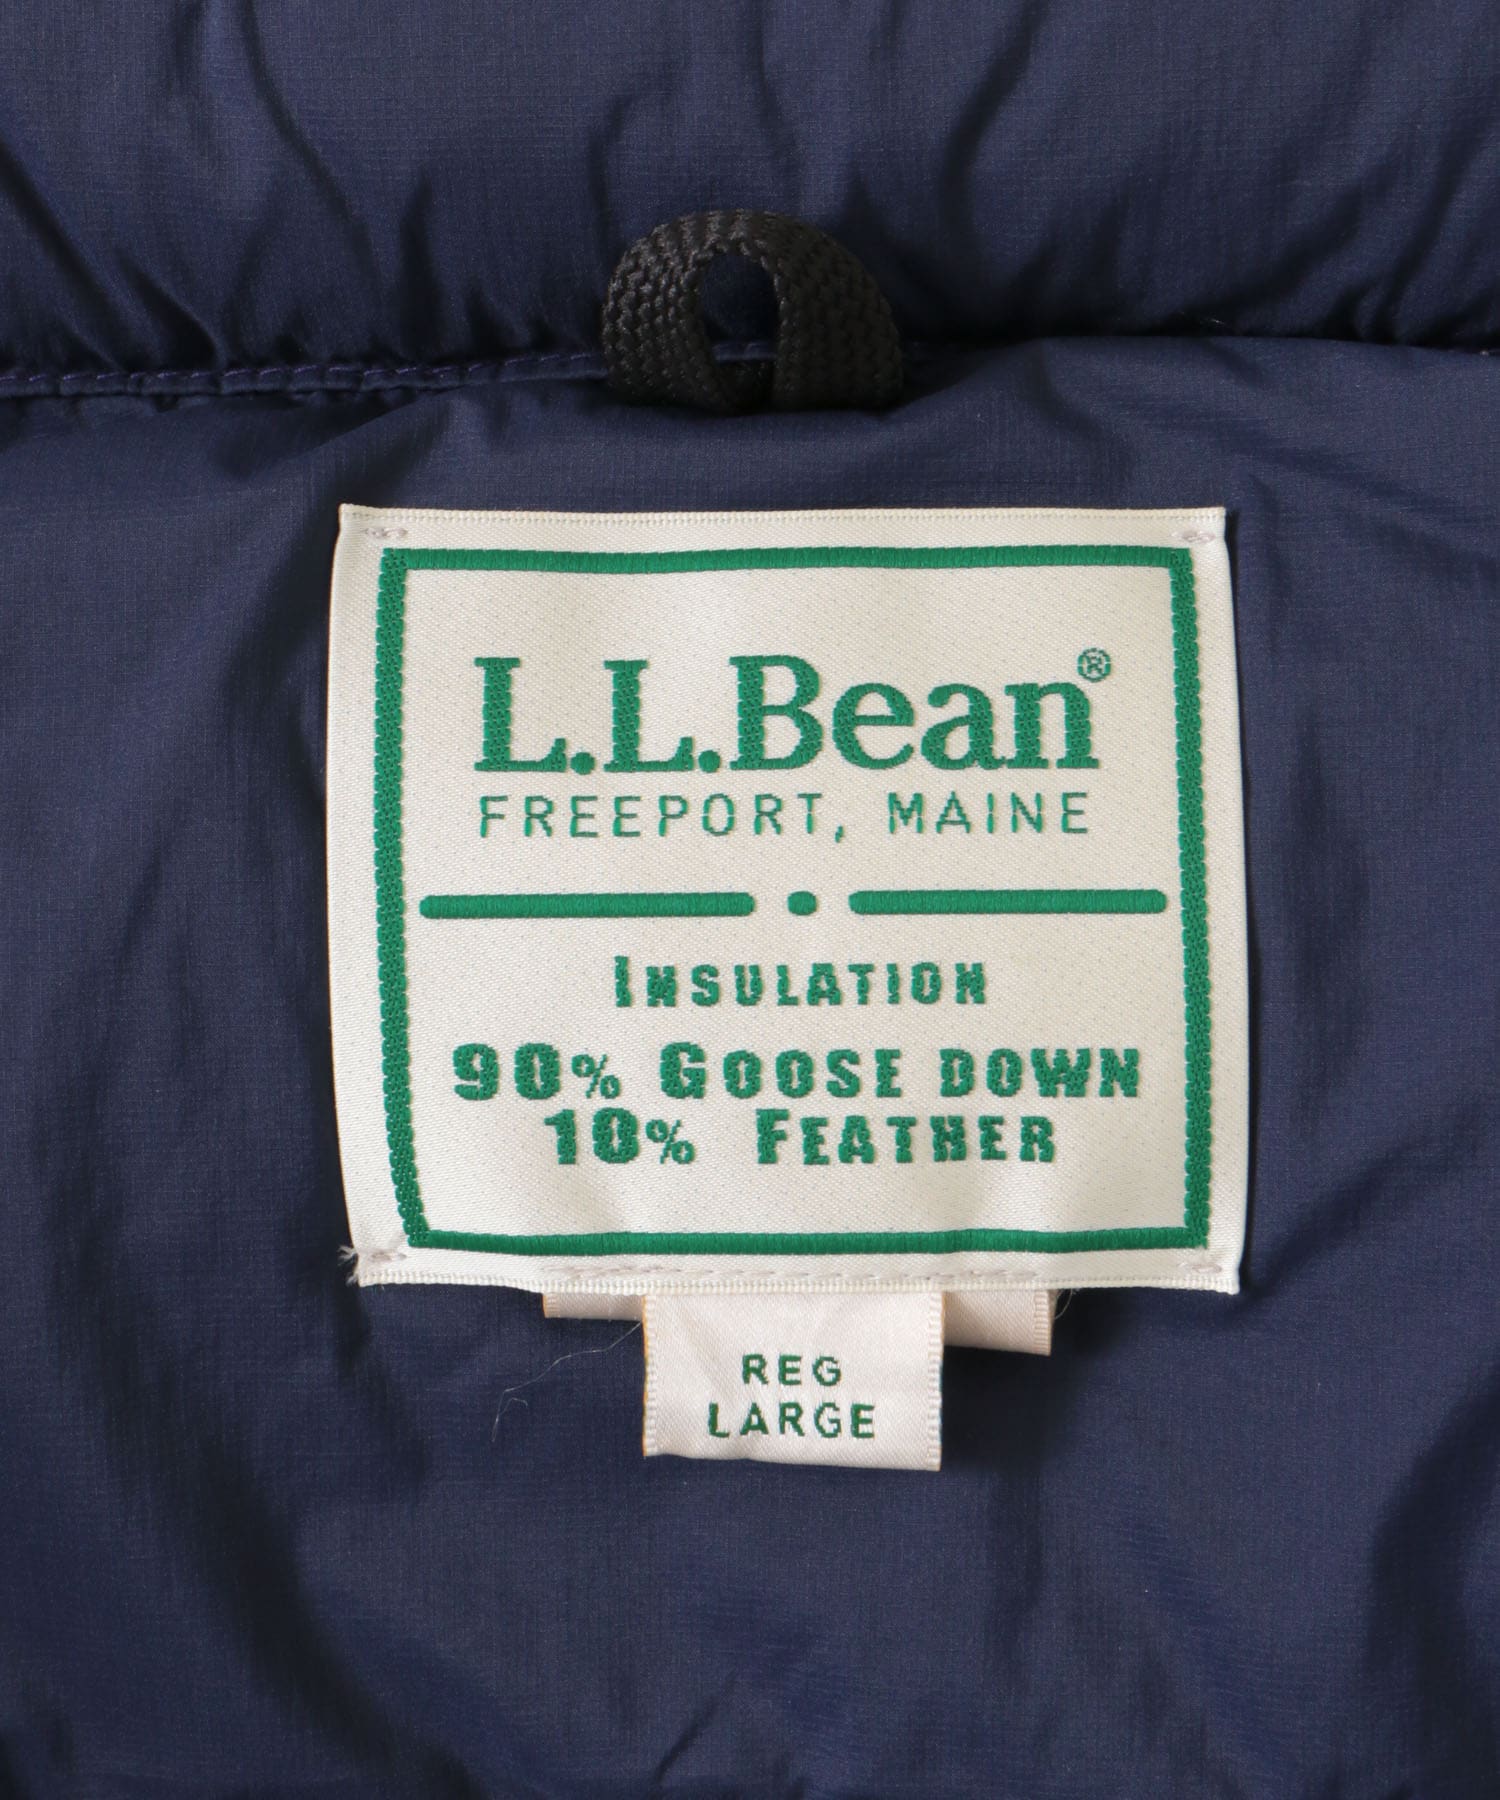 L.L.Bean®
FREEPORT, MAINE
INSULATION
90% GOOSE DOWN
10% FEATHER
REG
LARGE